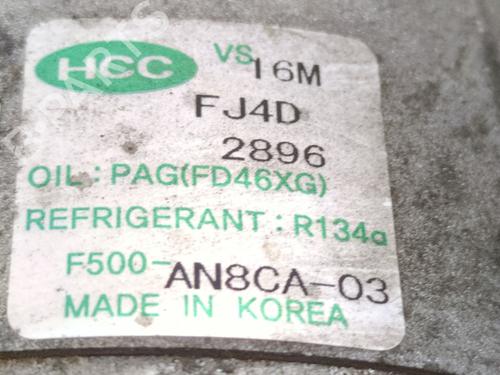 HCC VS16M
FJ4D
2896
OIL : PAG(FD46XG)
REFRIGERANT : R134a
F500-AN8CA-03
MADE IN KOREA